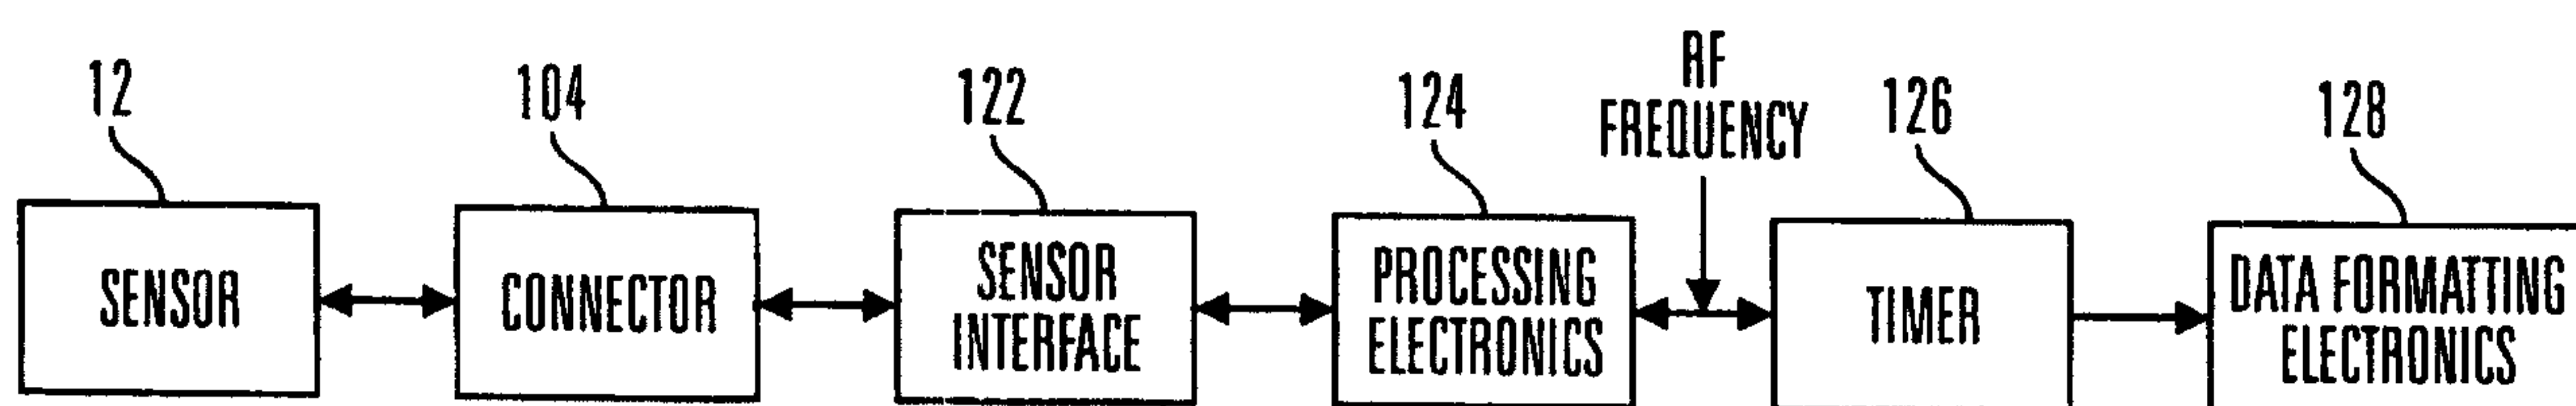 12
104
122
124
RF
FREQUENCY
126
128
SENSOR
CONNECTOR
SENSOR
INTERFACE
PROCESSING
ELECTRONICS
TIMER
DATA FORMATTING
ELECTRONICS